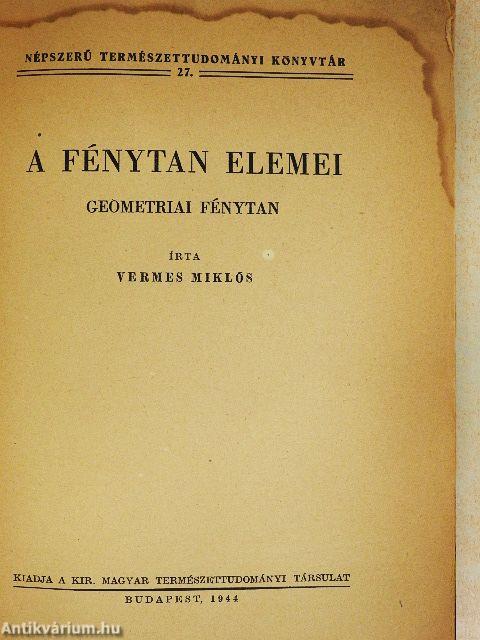 NÉPSZERŰ TERMÉSZETTUDOMÁNYI KÖNYVTÁR
27.
A FÉNYTAN ELEMEI
GEOMETRIAI FÉNYTAN
ÍRTA
VERMES MIKLÓS
KIADJA A KIR. MAGYAR TERMÉSZETTUDOMÁNYI TÁRSULAT
BUDAPEST, 1944
Antikvárium.hu